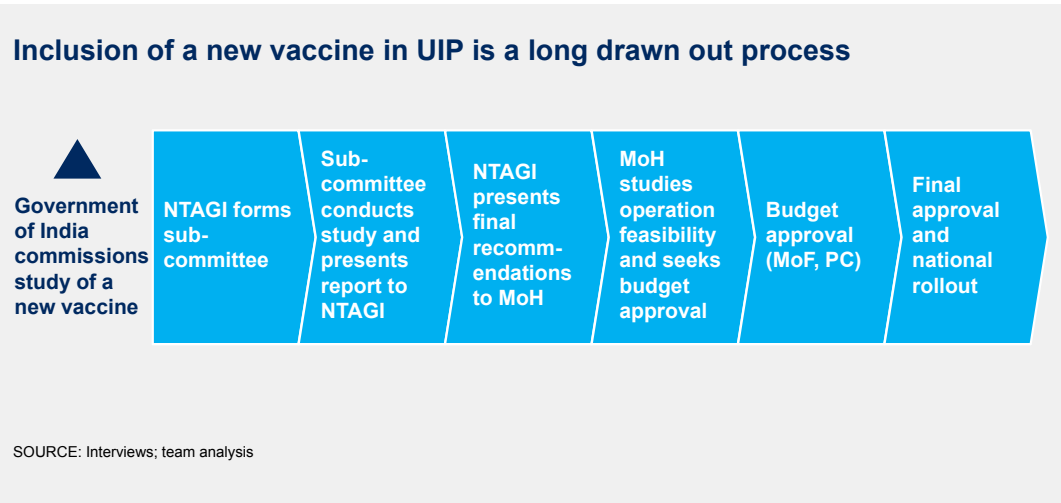 Inclusion of a new vaccine in UIP is a long drawn out process
Government
of India
commissions
study of a
new vaccine
NTAGI forms
sub-
committee
Sub-
committee
conducts
study and
presents
report to
NTAGI
NTAGI
presents
final
recomm-
endations
to MoH
MoH
studies
operation
feasibility
and seeks
budget
approval
Budget
approval
(MoF, PC)
Final
approval
and
national
rollout
SOURCE: Interviews; team analysis